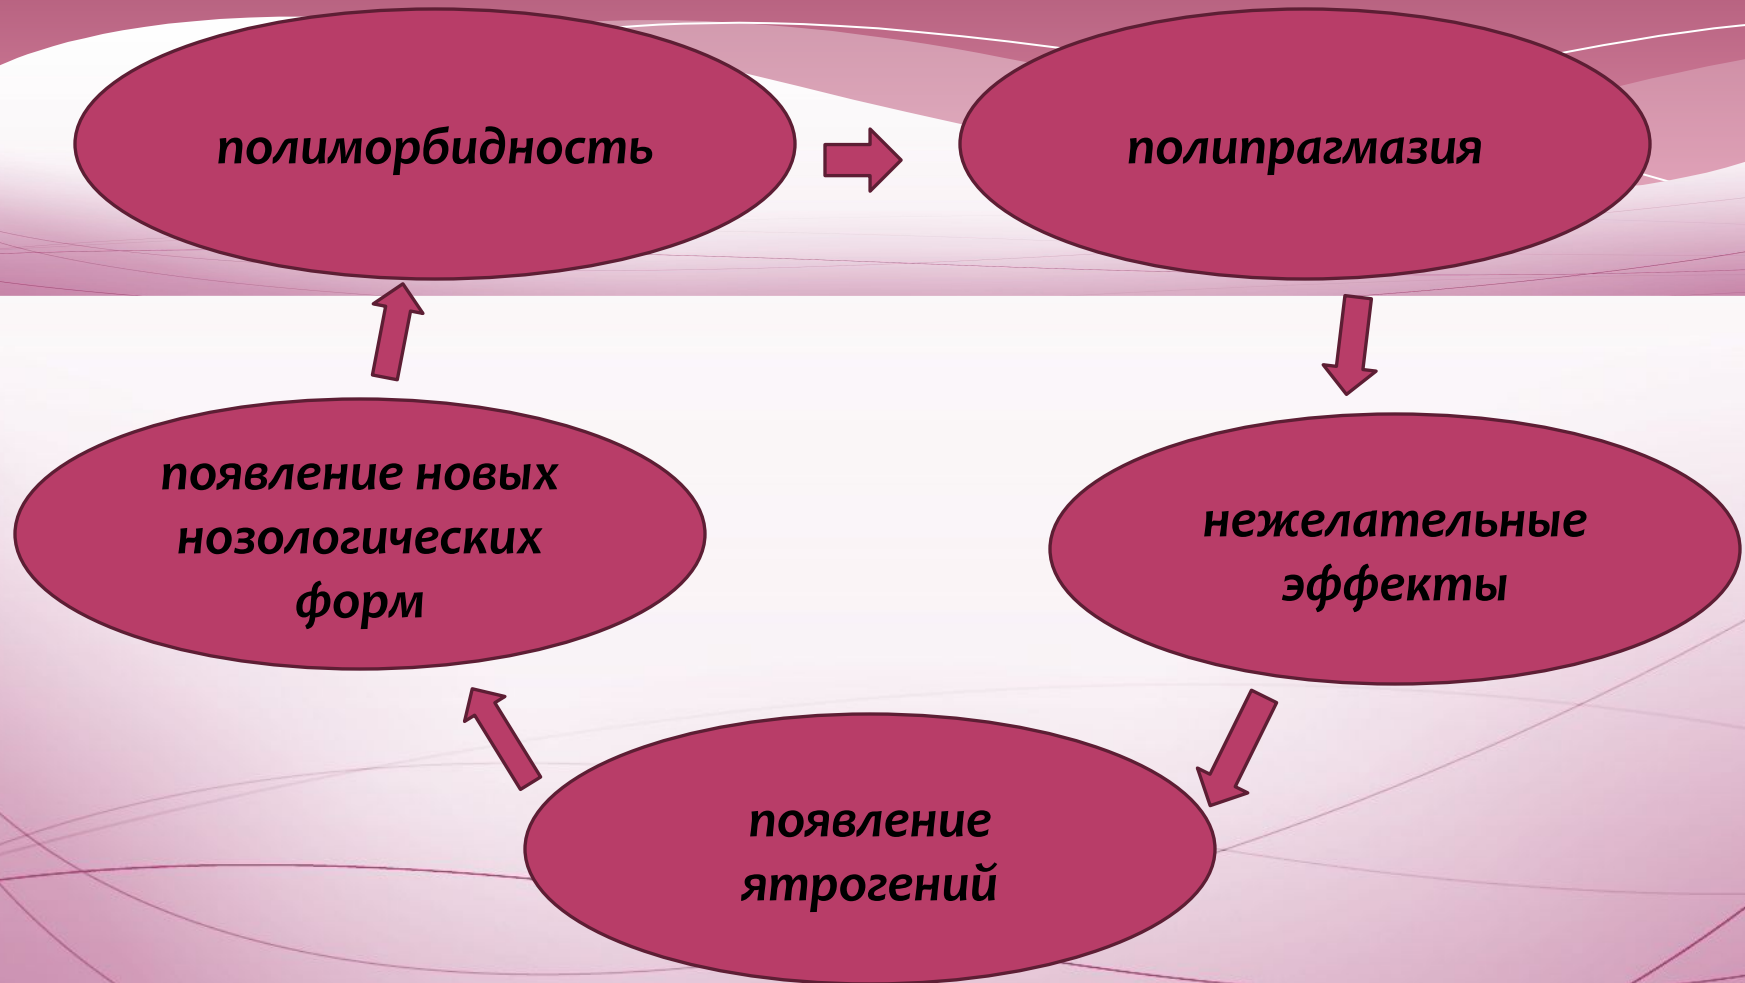 полиморбидность
полипрагмазия
нежелательные
эффекты
появление
ятрогений
появление новых
нозологических
форм